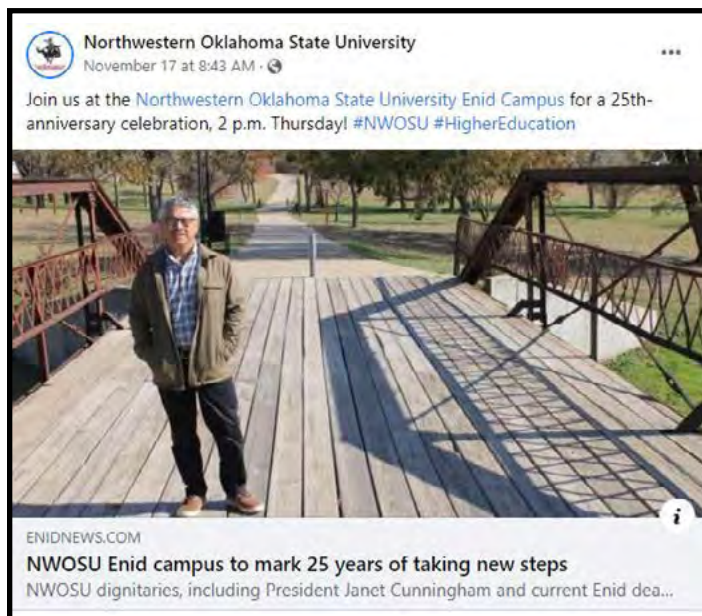 Northwestern Oklahoma State University
November 17 at 8:43 AM ·
Join us at the Northwestern Oklahoma State University Enid Campus for a 25th-
anniversary celebration, 2 p.m. Thursday! #NWOSU #HigherEducation
i
ENIDNEWS.COM
NWOSU Enid campus to mark 25 years of taking new steps
NWOSU dignitaries, including President Janet Cunningham and current Enid dea...